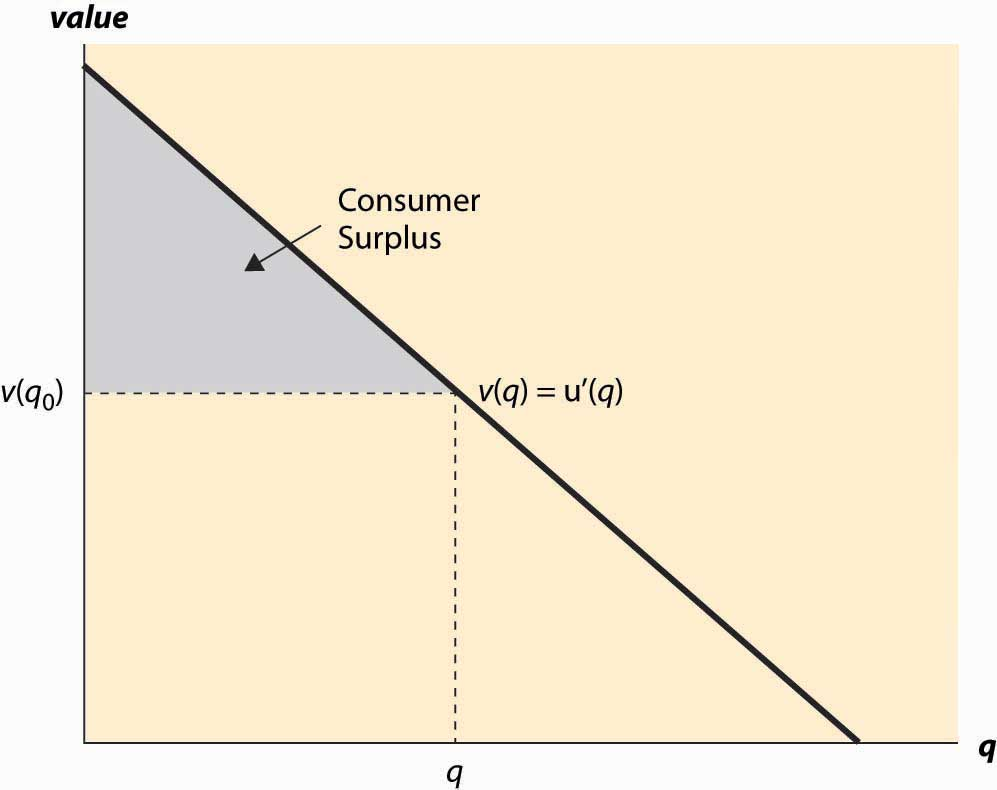 value
Consumer
Surplus
v(q₀)
v(q) = u′(q)
q
q